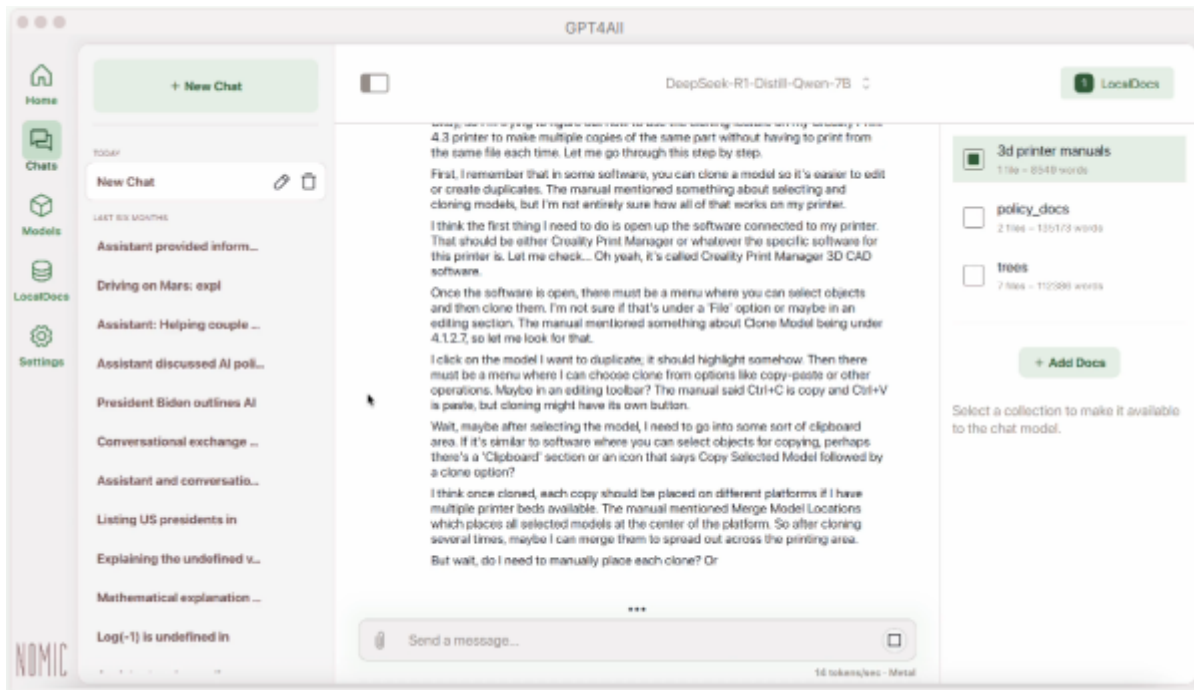 GPT4All
Home
Chats
Models
LocalDocs
Settings
NOMIC
+ New Chat
TODAY
New Chat
LAST SIX MONTHS
Assistant provided inform...
Driving on Mars: expl
Assistant: Helping couple ...
Assistant discussed AI poli...
President Biden outlines AI
Conversational exchange ...
Assistant and conversatio...
Listing US presidents in
Explaining the undefined v...
Mathematical explanation ...
Log(-1) is undefined in
DeepSeek-R1-Distill-Qwen-7B
4.3 printer to make multiple copies of the same part without having to print from
the same file each time. Let me go through this step by step.
First, I remember that in some software, you can clone a model so it's easier to edit
or create duplicates. The manual mentioned something about selecting and
cloning models, but I'm not entirely sure how all of that works on my printer.
I think the first thing I need to do is open up the software connected to my printer.
That should be either Creality Print Manager or whatever the specific software for
this printer is. Let me check... Oh yeah, it's called Creality Print Manager 3D CAD
software.
Once the software is open, there must be a menu where you can select objects
and then clone them. I'm not sure if that's under a 'File' option or maybe in an
editing section. The manual mentioned something about Clone Model being under
4.1.2.7, so let me look for that.
I click on the model I want to duplicate; it should highlight somehow. Then there
must be a menu where I can choose clone from options like copy-paste or other
operations. Maybe in an editing toolbar? The manual said Ctrl+C is copy and Ctrl+V
is paste, but cloning might have its own button.
Wait, maybe after selecting the model, I need to go into some sort of clipboard
area. If it's similar to software where you can select objects for copying, perhaps
there's a 'Clipboard' section or an icon that says Copy Selected Model followed by
a clone option?
I think once cloned, each copy should be placed on different platforms if I have
multiple printer beds available. The manual mentioned Merge Model Locations
which places all selected models at the center of the platform. So after cloning
several times, maybe I can merge them to spread out across the printing area.
But wait, do I need to manually place each clone? Or
Send a message...
14 tokens/sec - Metal
1 LocalDocs
3d printer manuals
1 file – 8549 words
policy_docs
2 files – 135173 words
trees
7 files – words
+ Add Docs
Select a collection to make it available
to the chat model.